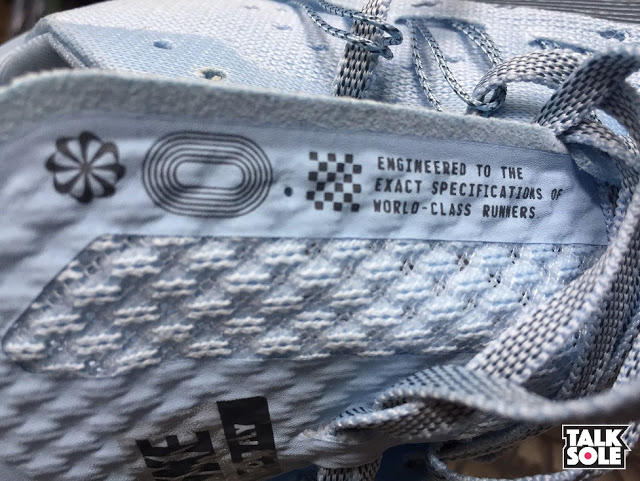 ENGINEERED TO THE
EXACT SPECIFICATIONS OF
WORLD-CLASS RUNNERS
TALK
SOLE